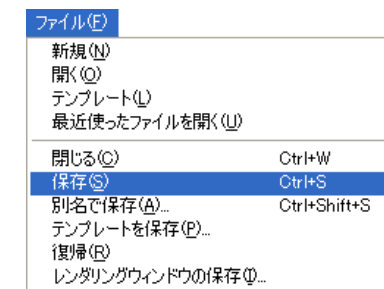 ファイル(F)
新規(N)
開く(O)
テンプレート(L)
最近使ったファイルを開く(U)
閉じる(C) Ctrl+W
保存(S) Ctrl+S
別名で保存(A)... Ctrl+Shift+S
テンプレートを保存(P)...
復帰(R)
レンダリングウィンドウの保存(I)...